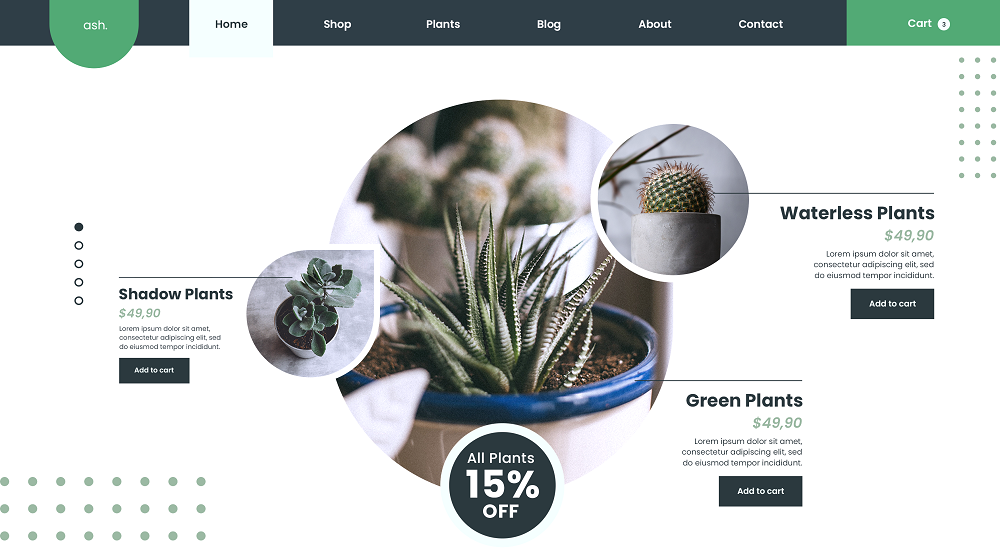 ash.
Home
Shop
Plants
Blog
About
Contact
Cart 3
Waterless Plants
$49,90
Lorem ipsum dolor sit amet,
consectetur adipiscing elit, sed
do eiusmod tempor incididunt.
Add to cart
Shadow Plants
$49,90
Lorem ipsum dolor sit amet,
consectetur adipiscing elit, sed
do eiusmod tempor incididunt.
Add to cart
Green Plants
$49,90
Lorem ipsum dolor sit amet,
consectetur adipiscing elit, sed
do eiusmod tempor incididunt.
Add to cart
All Plants
15%
OFF